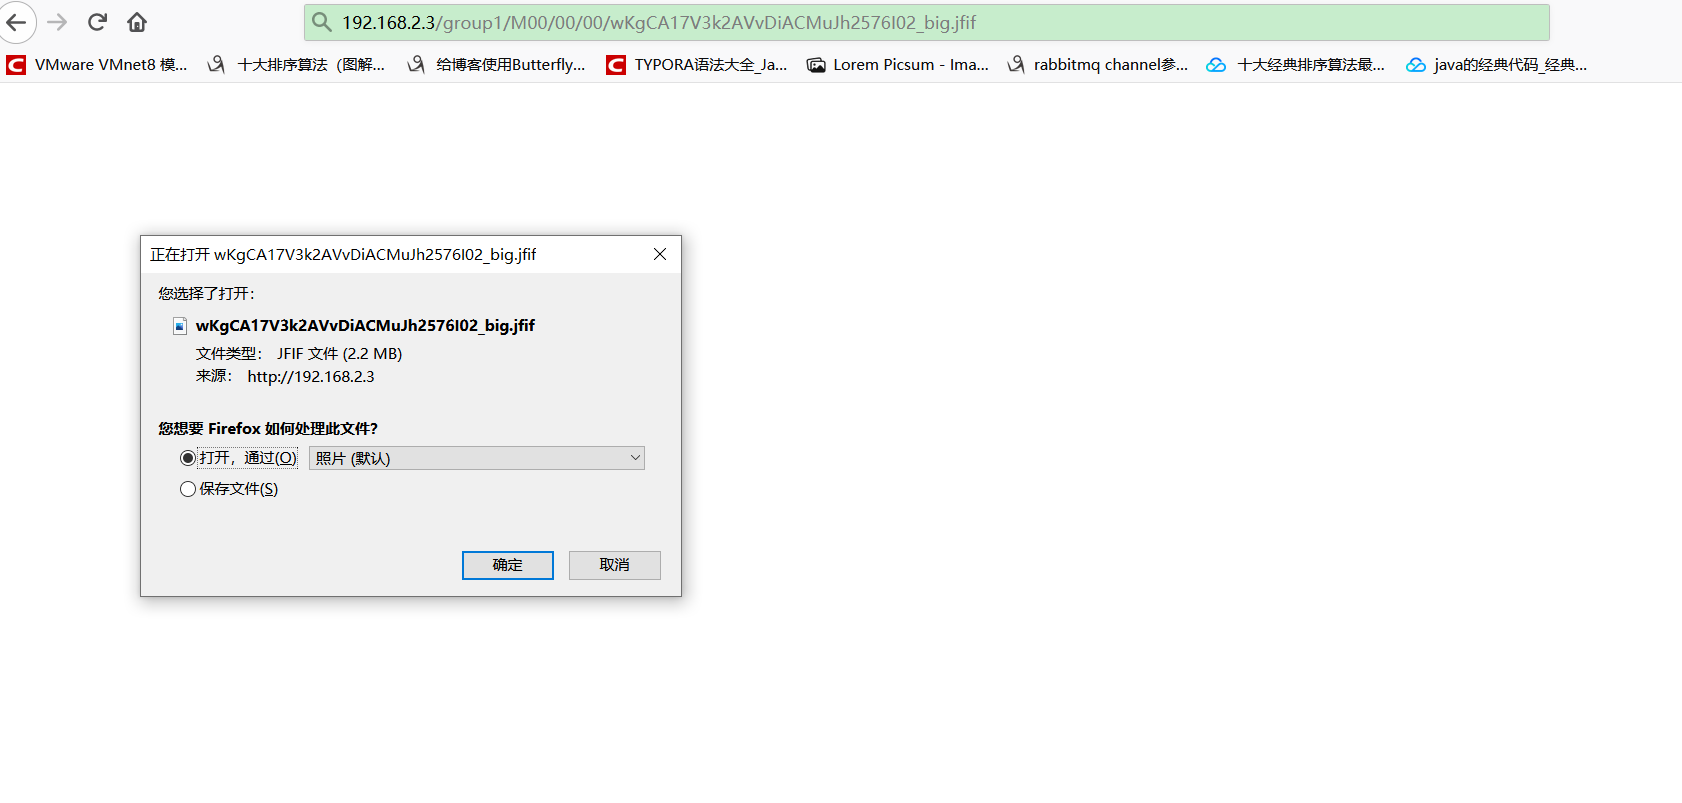 192.168.2.3/group1/M00/00/00/wKgCA17V3k2AVvDiACMuJh2576I02_big.jfif
VMware VMnet8 模... 十大排序算法（图解... 给博客使用Butterfly... TYPORA语法大全_Ja... Lorem Picsum - Ima... rabbitmq channel参... 十大经典排序算法最... java的经典代码_经典...
正在打开 wKgCA17V3k2AVvDiACMuJh2576I02_big.jfif
您选择了打开：
wKgCA17V3k2AVvDiACMuJh2576I02_big.jfif
文件类型： JFIF 文件 (2.2 MB)
来源： http://192.168.2.3
您想要 Firefox 如何处理此文件？
打开，通过(O) 照片 (默认)
保存文件(S)
确定 取消